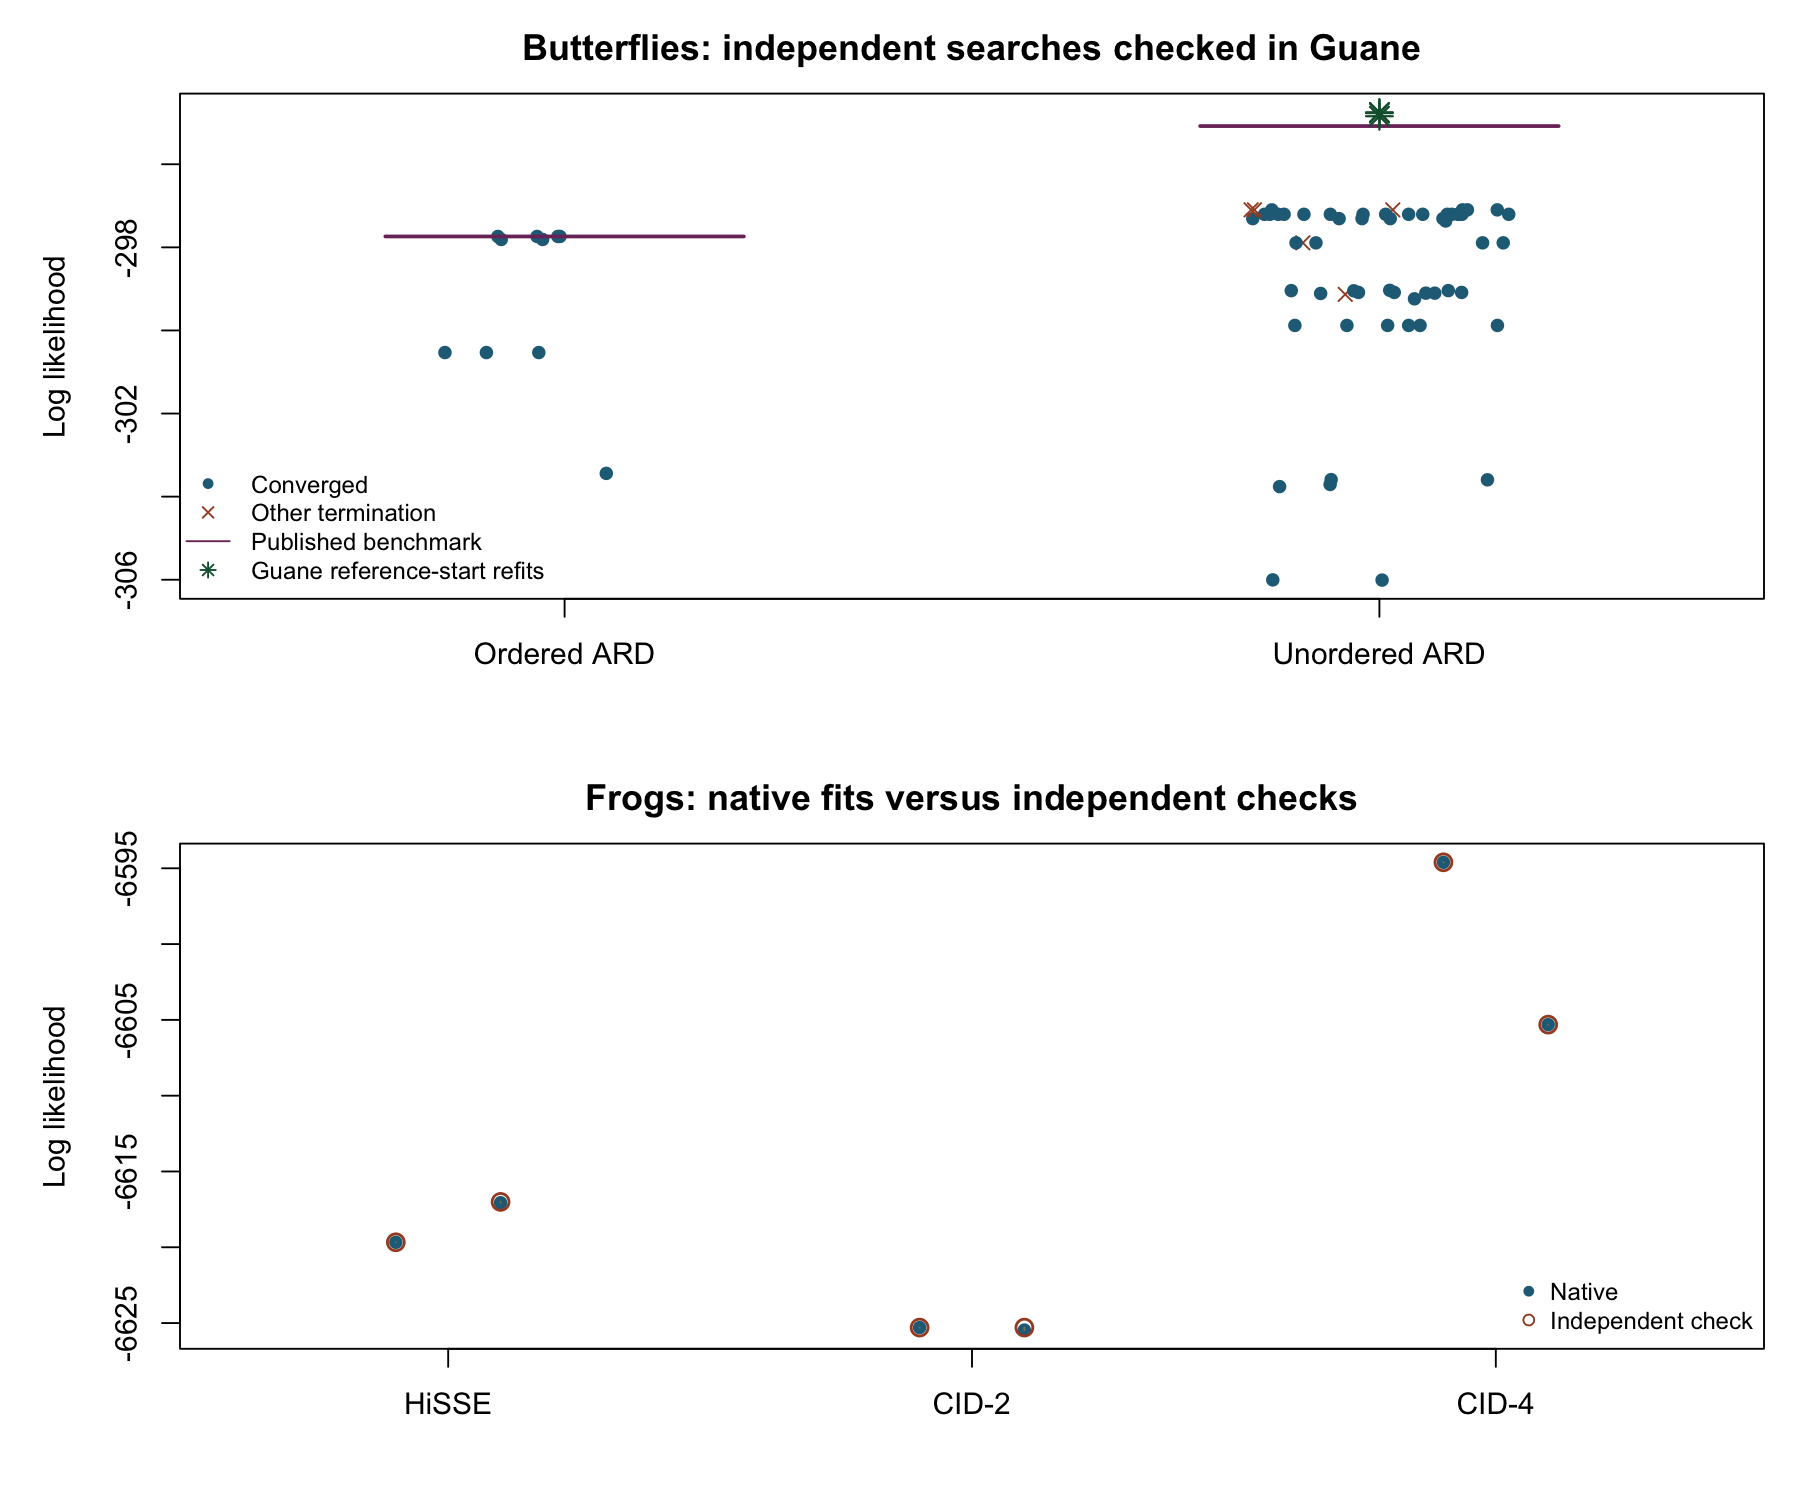 Butterflies: independent searches checked in Guane
Log likelihood
-298
-302
-306
Converged
Other termination
Published benchmark
Guane reference-start refits
Ordered ARD
Unordered ARD
Frogs: native fits versus independent checks
Log likelihood
-6595
-6605
-6615
-6625
Native
Independent check
HiSSE
CID-2
CID-4